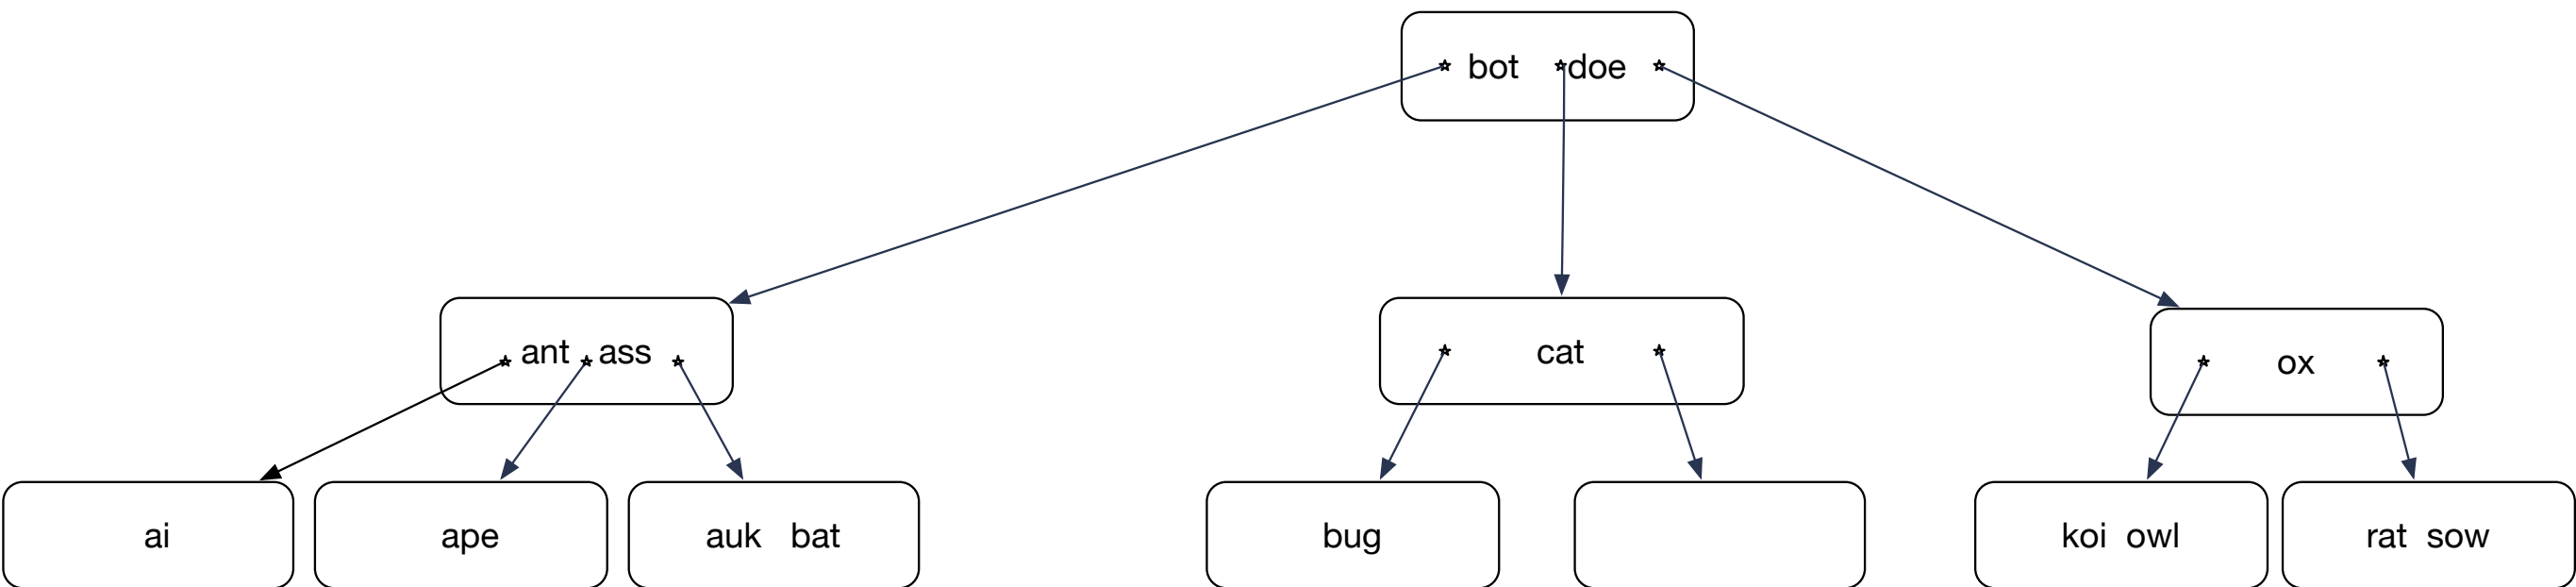 bot doe
ant ass
cat
ox
ai
ape
auk bat
bug
koi owl
rat sow